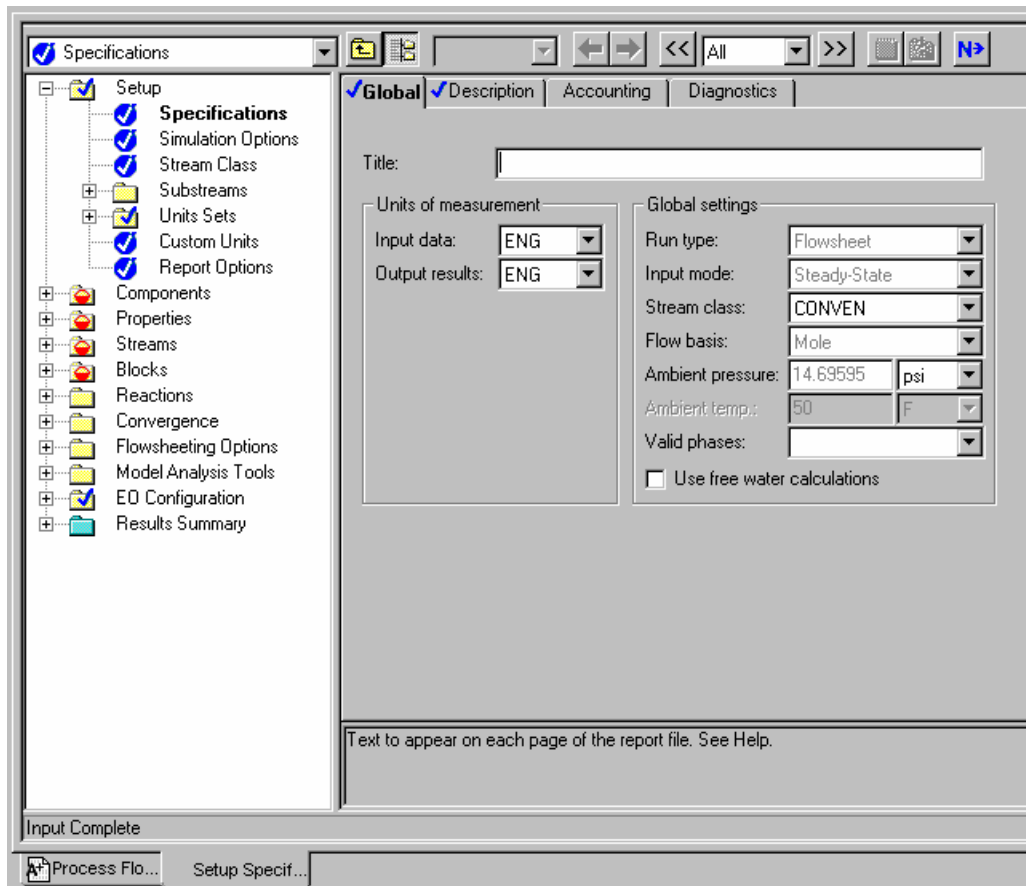 Specifications
All
N
Setup
Specifications
Simulation Options
Stream Class
Substreams
Units Sets
Custom Units
Report Options
Components
Properties
Streams
Blocks
Reactions
Convergence
Flowsheeting Options
Model Analysis Tools
EO Configuration
Results Summary
Global Description Accounting Diagnostics
Title:
Units of measurement
Input data: ENG
Output results: ENG
Global settings
Run type: Flowsheet
Input mode: Steady-State
Stream class: CONVEN
Flow basis: Mole
Ambient pressure: 14.69595 psi
Ambient temp.: 50 F
Valid phases:
Use free water calculations
Text to appear on each page of the report file. See Help.
Input Complete
A+ Process Flo... Setup Specif...